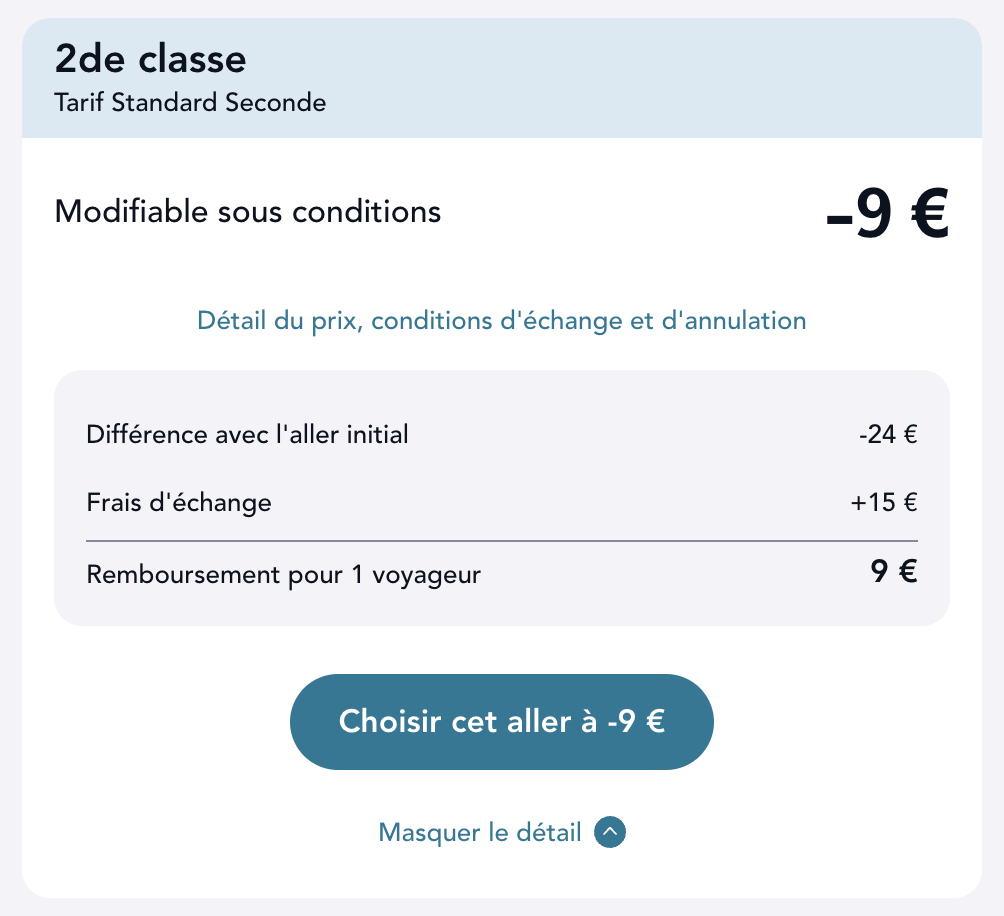 2de classe
Tarif Standard Seconde
Modifiable sous conditions
-9 €
Détail du prix, conditions d'échange et d'annulation
Différence avec l'aller initial -24 €
Frais d'échange +15 €
Remboursement pour 1 voyageur 9 €
Choisir cet aller à -9 €
Masquer le détail